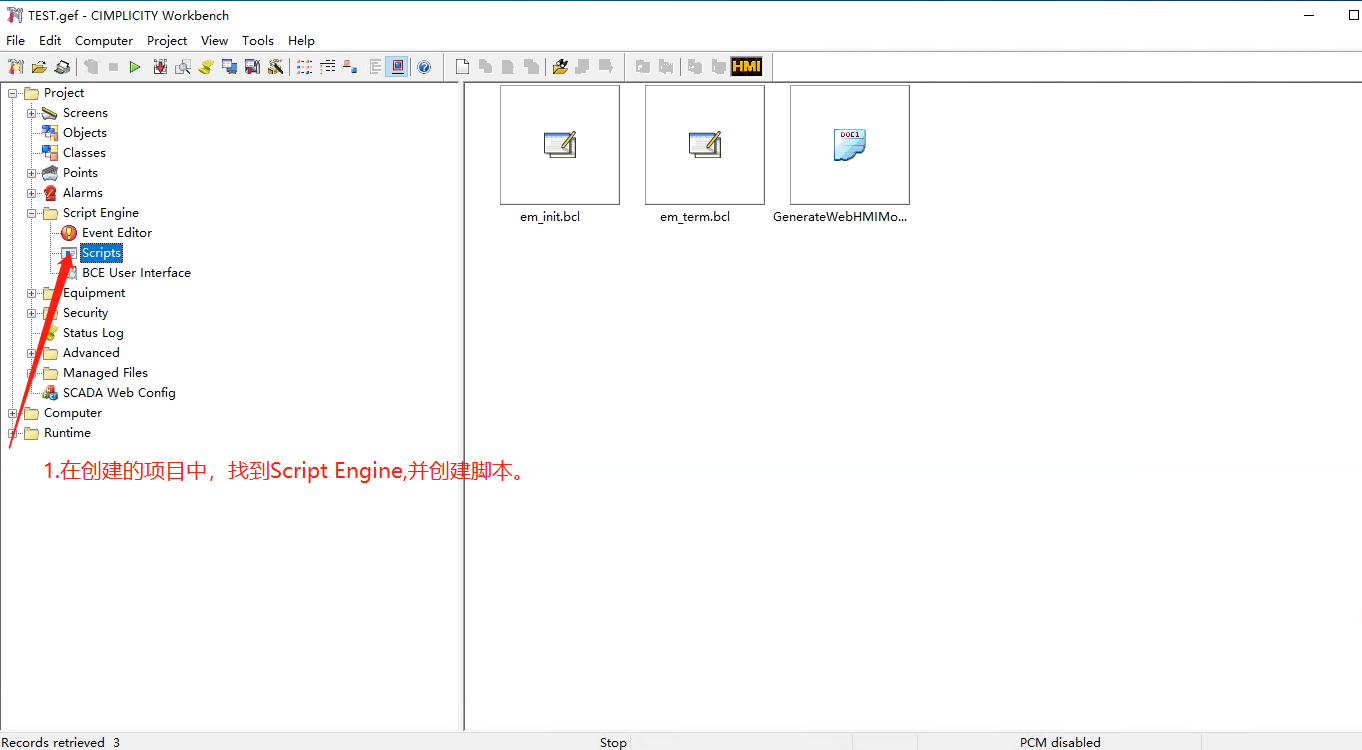 TEST.gef - CIMPLICITY Workbench
File Edit Computer Project View Tools Help
HMI
Project
Screens
Objects
Classes
Points
Alarms
Script Engine
Event Editor
Scripts
BCE User Interface
Equipment
Security
Status Log
Advanced
Managed Files
SCADA Web Config
Computer
Runtime
DOC1
em_init.bcl
em_term.bcl
GenerateWebHMIMo...
1.在创建的项目中，找到Script Engine,并创建脚本。
Records retrieved 3
Stop
PCM disabled